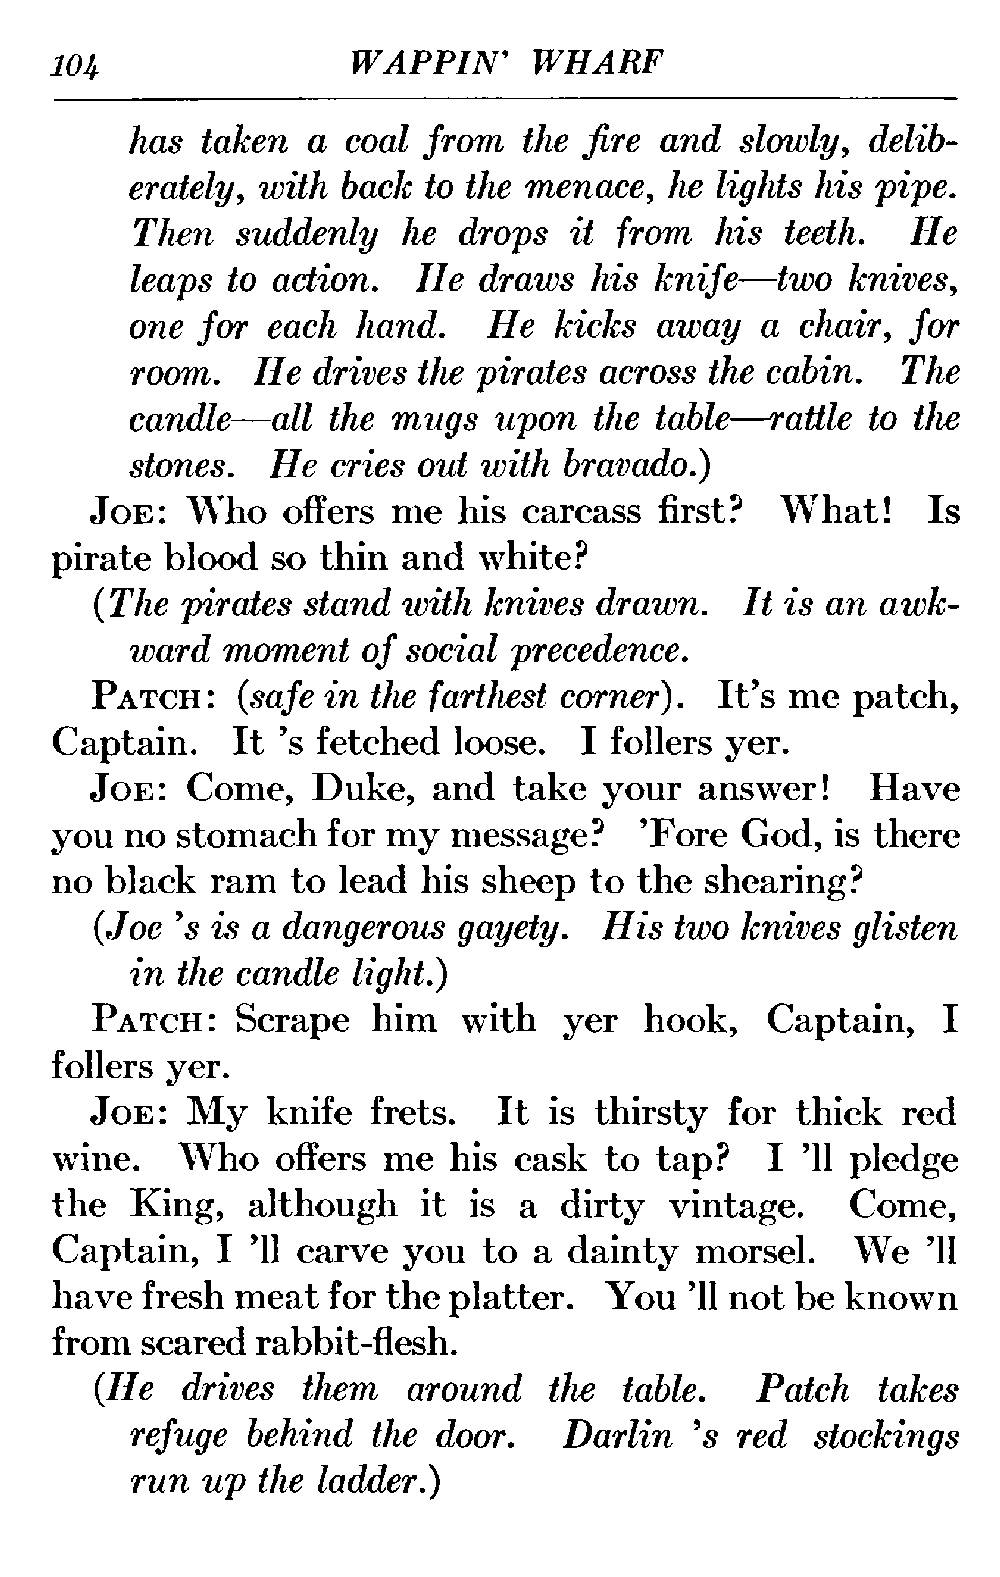 104 WAPPIN' WHARF
has taken a coal from the fire and slowly, delib-
erately, with back to the menace, he lights his pipe.
Then suddenly he drops it from his teeth. He
leaps to action. He draws his knife—two knives,
one for each hand. He kicks away a chair, for
room. He drives the pirates across the cabin. The
candle—all the mugs upon the table—rattle to the
stones. He cries out with bravado.)
JOE: Who offers me his carcass first? What! Is
pirate blood so thin and white?
(The pirates stand with knives drawn. It is an awk-
ward moment of social precedence.
PATCH: (safe in the farthest corner). It's me patch,
Captain. It 's fetched loose. I follers yer.
JOE: Come, Duke, and take your answer! Have
you no stomach for my message? 'Fore God, is there
no black ram to lead his sheep to the shearing?
(Joe 's is a dangerous gayety. His two knives glisten
in the candle light.)
PATCH: Scrape him with yer hook, Captain, I
follers yer.
JOE: My knife frets. It is thirsty for thick red
wine. Who offers me his cask to tap? I 'll pledge
the King, although it is a dirty vintage. Come,
Captain, I 'll carve you to a dainty morsel. We 'll
have fresh meat for the platter. You 'll not be known
from scared rabbit-flesh.
(He drives them around the table. Patch takes
refuge behind the door. Darlin 's red stockings
run up the ladder.)